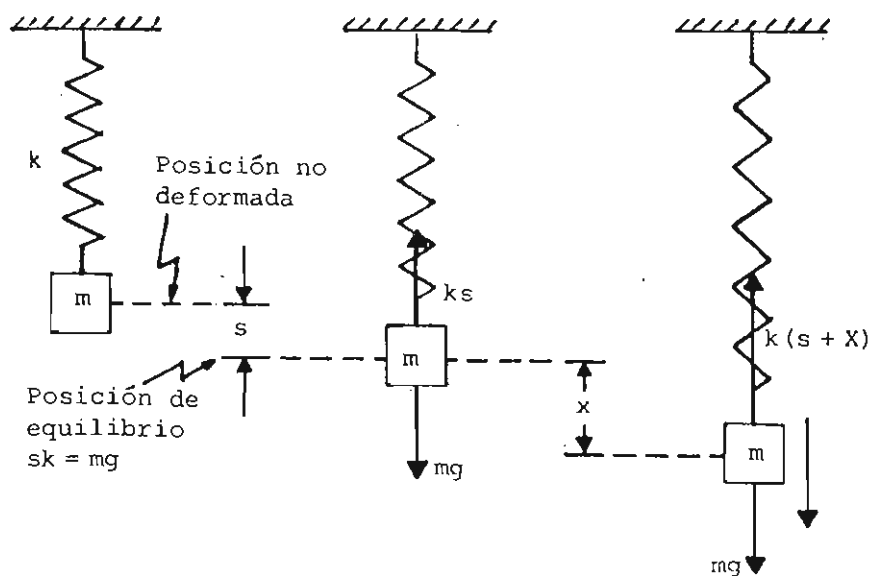 k
Posición no
deformada
m
s
Posición de
equilibrio
sk = mg
ks
m
mg
x
k(s + X)
m
mg